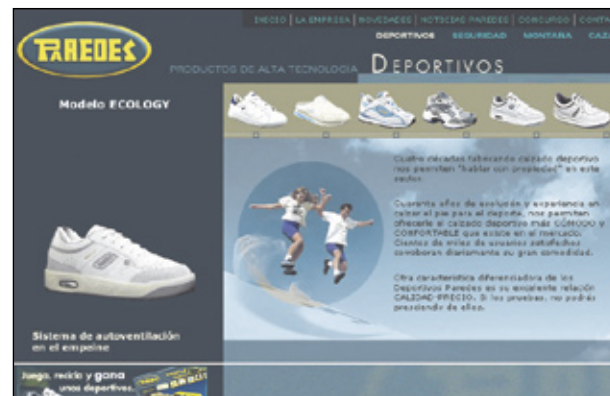 INICIO | LA EMPRESA | NOVEDADES | NOTICIAS PAREDES | CONCURSO | CONTA
DEPORTIVOS SEGURIDAD MONTAÑA CAZA
PAREDES
PRODUCTOS DE ALTA TECNOLOGIA DEPORTIVOS
Modelo ECOLOGY
Cuatro décadas fabricando calzado deportivo
nos permiten "hablar con propiedad" en este
sector.
Cuarenta años de evolución y experiencia en
calzar el pie para el deporte, nos permiten
ofrecerle el calzado deportivo más CÓMODO y
CONFORTABLE que existe en el mercado.
Cientos de miles de usuarios satisfechos
corroboran diariamente su gran comodidad.
Otra característica diferenciadora de los
Deportivos Paredes es su excelente relación
CALIDAD-PRECIO. Si los pruebas, no podrás
prescindir de ellos.
Sistema de autoventilación
en el empeine
Juega, recicla y gana
unos deportivos.